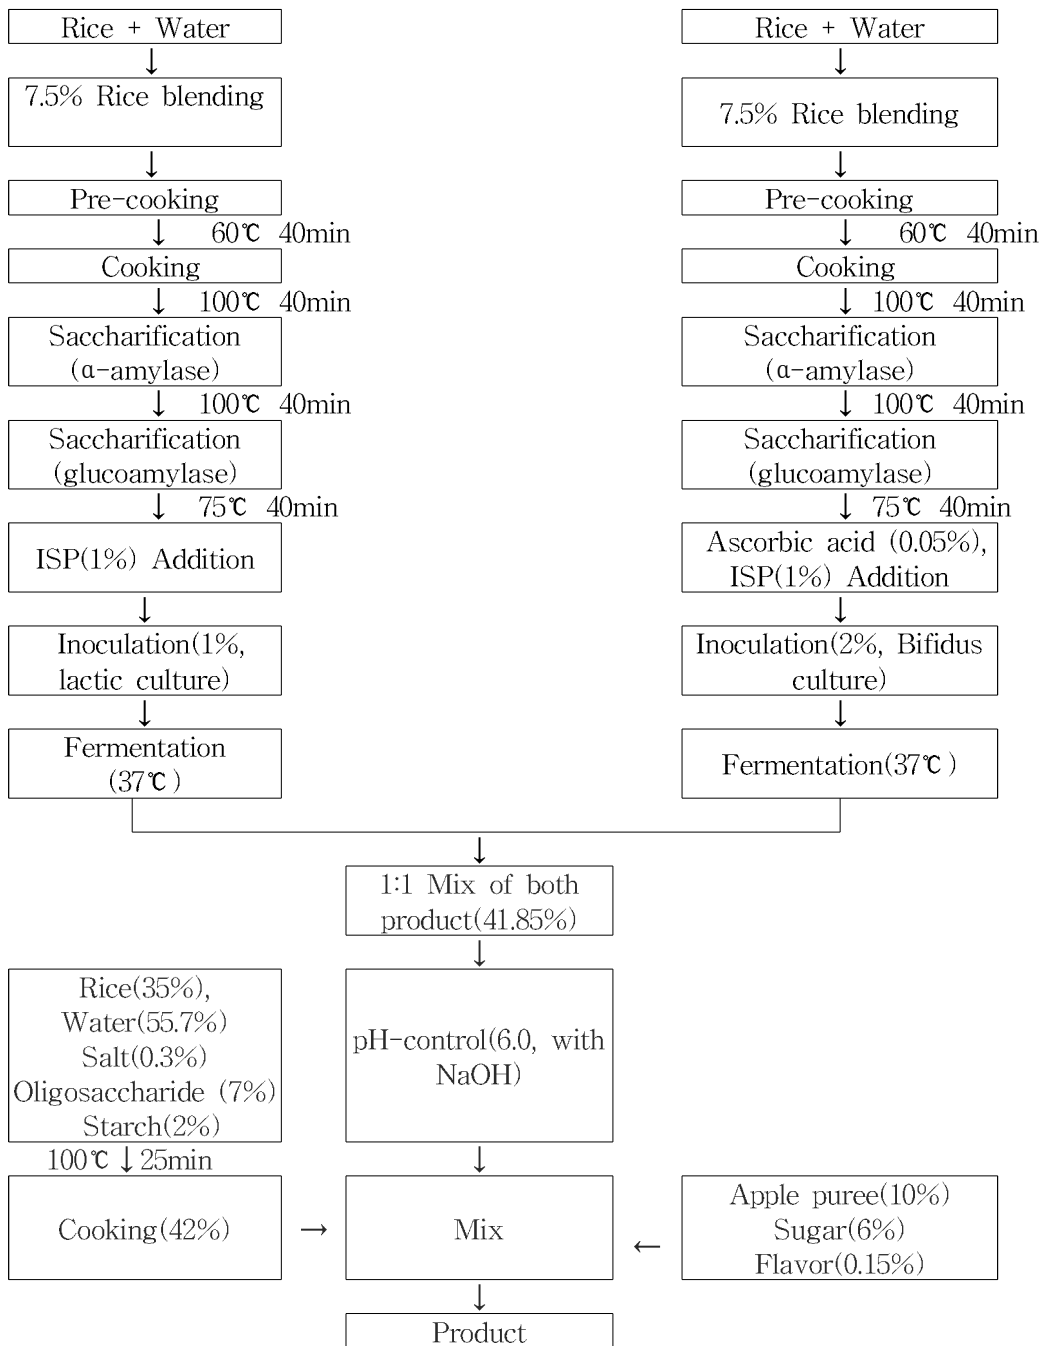 Rice + Water
7.5% Rice blending
Pre-cooking
↓ 60℃ 40min
Cooking
↓ 100℃ 40min
Saccharification
(α-amylase)
↓ 100℃ 40min
Saccharification
(glucoamylase)
↓ 75℃ 40min
ISP(1%) Addition
Inoculation(1%,
lactic culture)
Fermentation
(37℃)
Rice + Water
7.5% Rice blending
Pre-cooking
↓ 60℃ 40min
Cooking
↓ 100℃ 40min
Saccharification
(α-amylase)
↓ 100℃ 40min
Saccharification
(glucoamylase)
↓ 75℃ 40min
Ascorbic acid (0.05%),
ISP(1%) Addition
Inoculation(2%, Bifidus
culture)
Fermentation(37℃)
1:1 Mix of both
product(41.85%)
pH-control(6.0, with
NaOH)
Rice(35%),
Water(55.7%)
Salt(0.3%)
Oligosaccharide (7%)
Starch(2%)
100℃ ↓ 25min
Cooking(42%)
→
Mix
←
Apple puree(10%)
Sugar(6%)
Flavor(0.15%)
Product